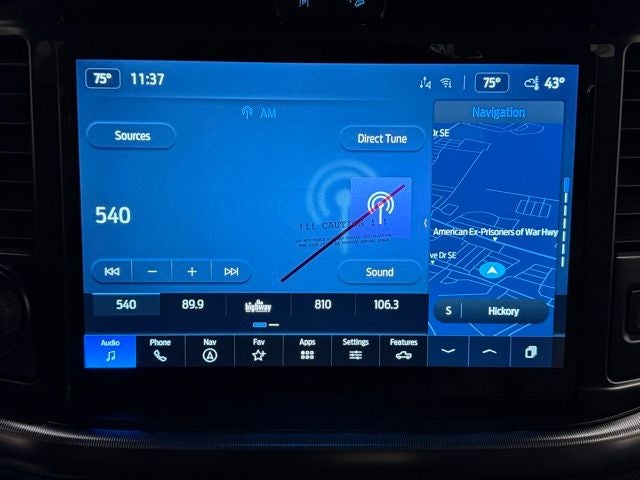 75°
11:37
75°
43°
AM
Navigation
Sources
Direct Tune
Dr SE
540
!!! CAUTION !!!
American Ex-Prisoners of War Hwy
ve Dr SE
Sound
S Hickory
540
89.9
the highway
810
106.3
Audio
Phone
Nav
Fav
Apps
Settings
Features